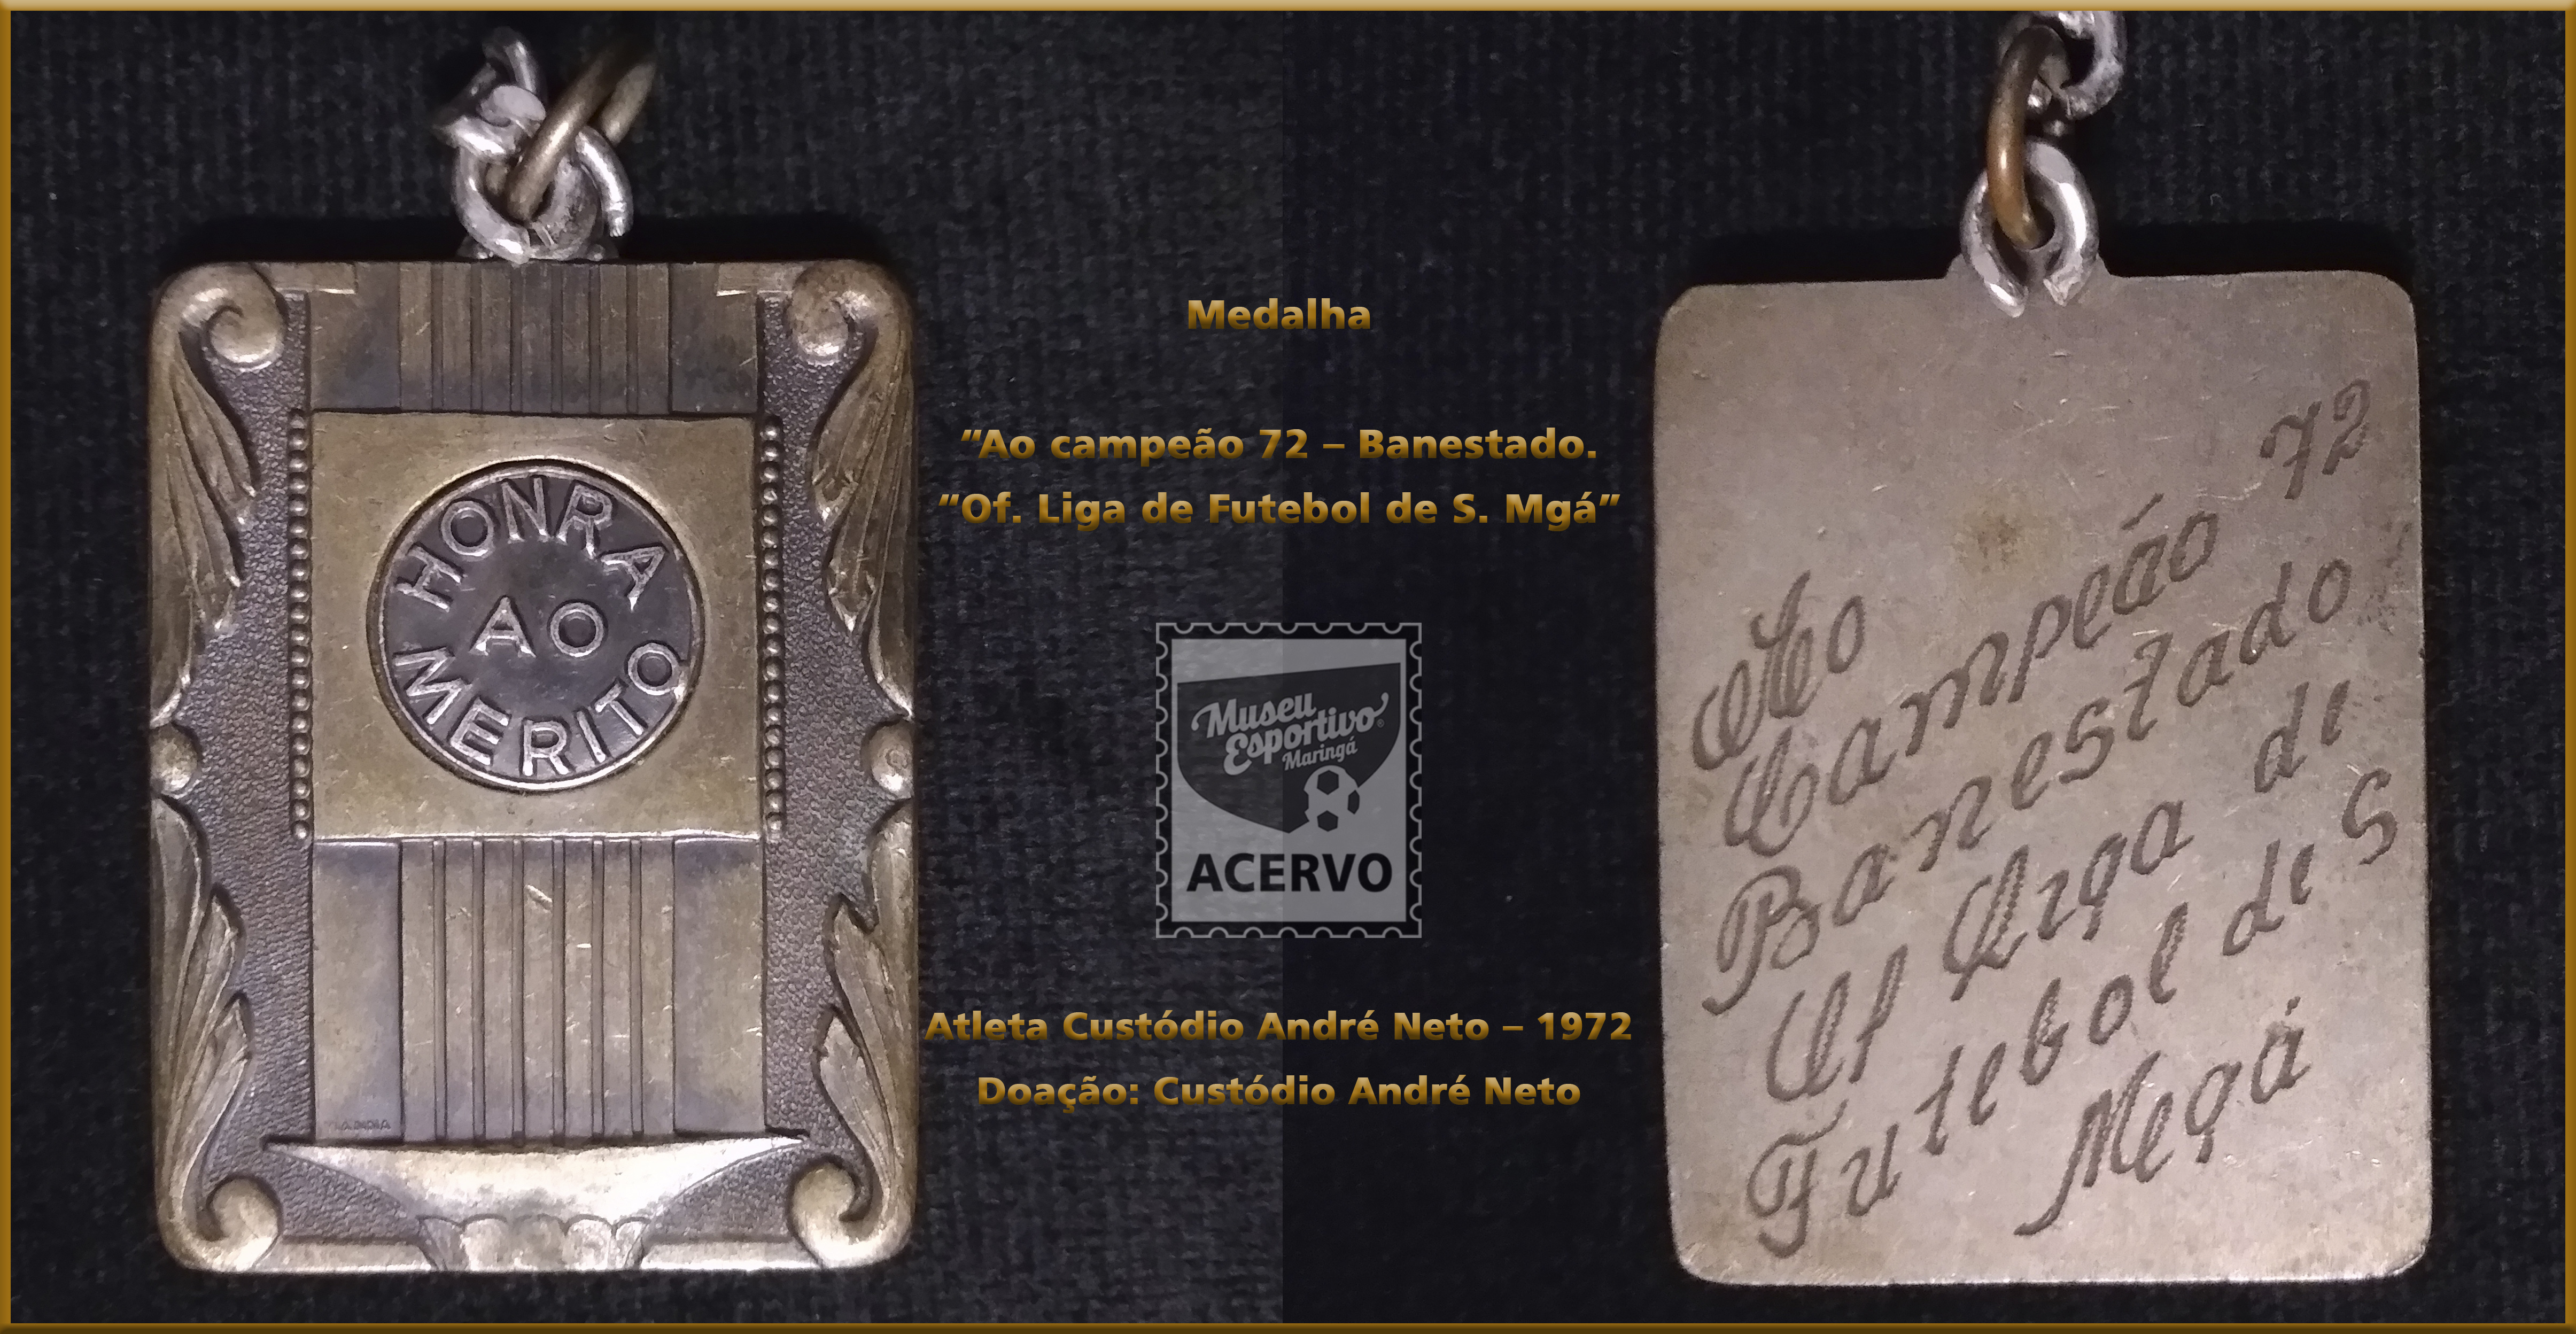 HONRA
AO
MERITO
Medalha
“Ao campeão 72 – Banestado.
“Of. Liga de Futebol de S. Mgá”
Museu
Esportivo®
Maringá
ACERVO
Atleta Custódio André Neto – 1972
Doação: Custódio André Neto
Ao
Campeão 72
Banestado
Of Liga de
Futebol de S
Megá